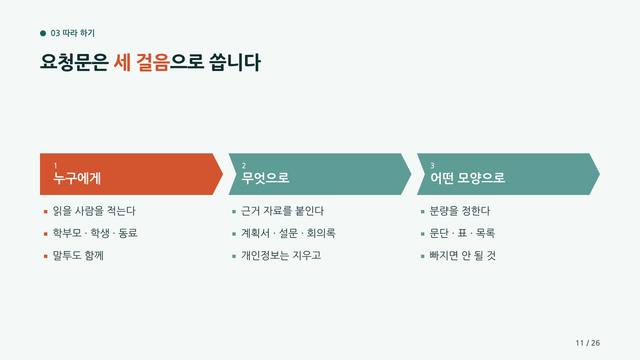 03 따라 하기
요청문은 세 걸음으로 씁니다
1
누구에게
읽을 사람을 적는다
학부모 · 학생 · 동료
말투도 함께
2
무엇으로
근거 자료를 붙인다
계획서 · 설문 · 회의록
개인정보는 지우고
3
어떤 모양으로
분량을 정한다
문단 · 표 · 목록
빠지면 안 될 것
11 / 26